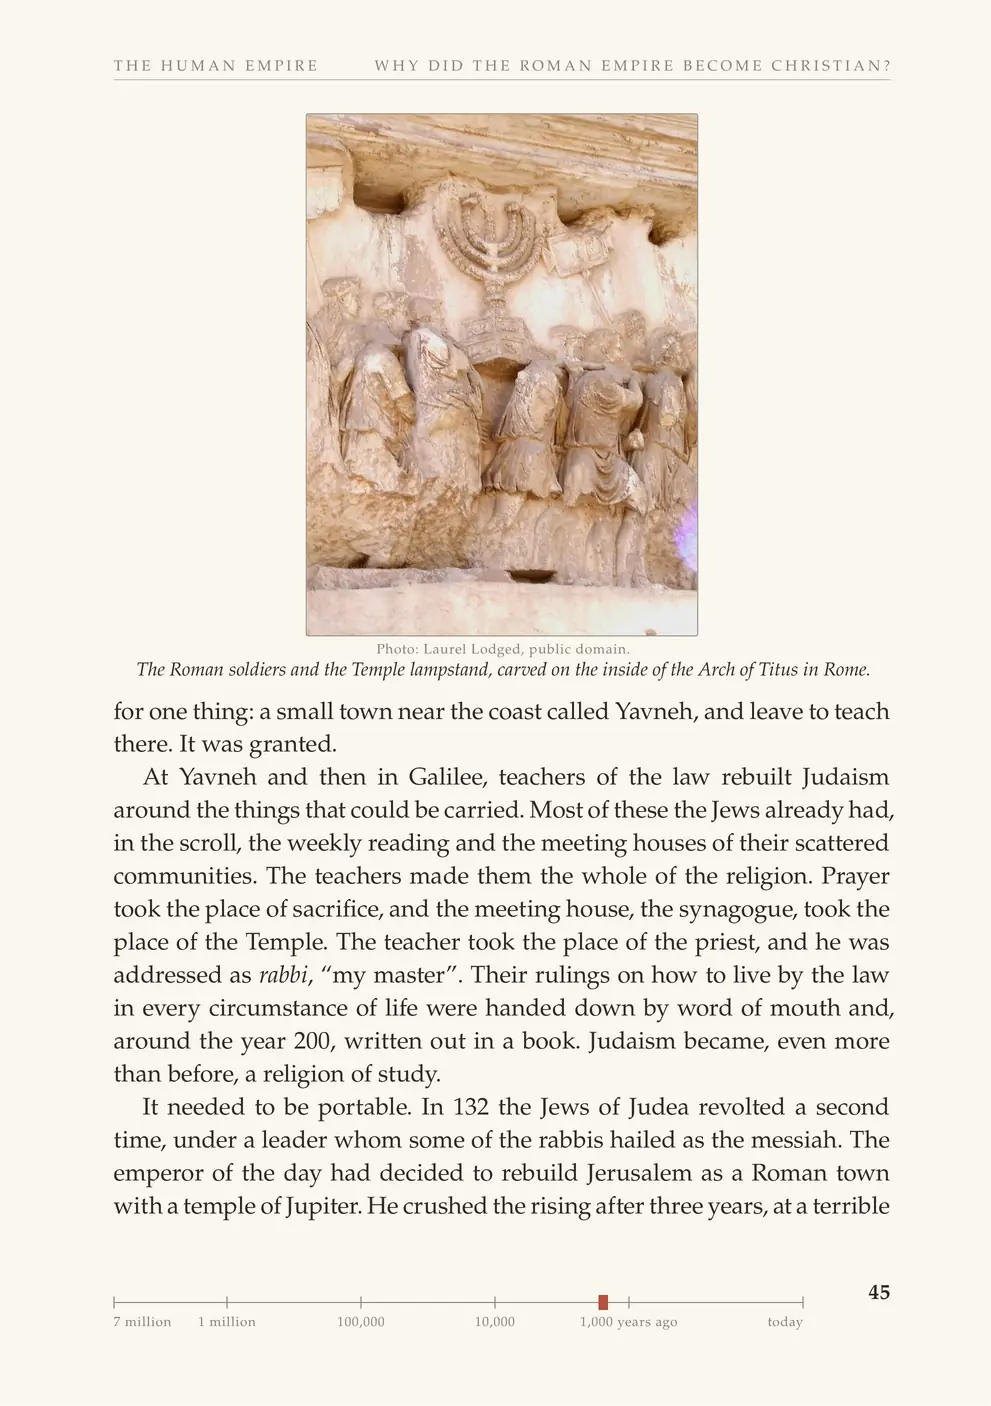 THE HUMAN EMPIRE WHY DID THE ROMAN EMPIRE BECOME CHRISTIAN?
Photo: Laurel Lodged, public domain.
The Roman soldiers and the Temple lampstand, carved on the inside of the Arch of Titus in Rome.
for one thing: a small town near the coast called Yavneh, and leave to teach
there. It was granted.
At Yavneh and then in Galilee, teachers of the law rebuilt Judaism
around the things that could be carried. Most of these the Jews already had,
in the scroll, the weekly reading and the meeting houses of their scattered
communities. The teachers made them the whole of the religion. Prayer
took the place of sacrifice, and the meeting house, the synagogue, took the
place of the Temple. The teacher took the place of the priest, and he was
addressed as rabbi, “my master”. Their rulings on how to live by the law
in every circumstance of life were handed down by word of mouth and,
around the year 200, written out in a book. Judaism became, even more
than before, a religion of study.
It needed to be portable. In 132 the Jews of Judea revolted a second
time, under a leader whom some of the rabbis hailed as the messiah. The
emperor of the day had decided to rebuild Jerusalem as a Roman town
with a temple of Jupiter. He crushed the rising after three years, at a terrible
45
7 million 1 million 100,000 10,000 1,000 years ago today